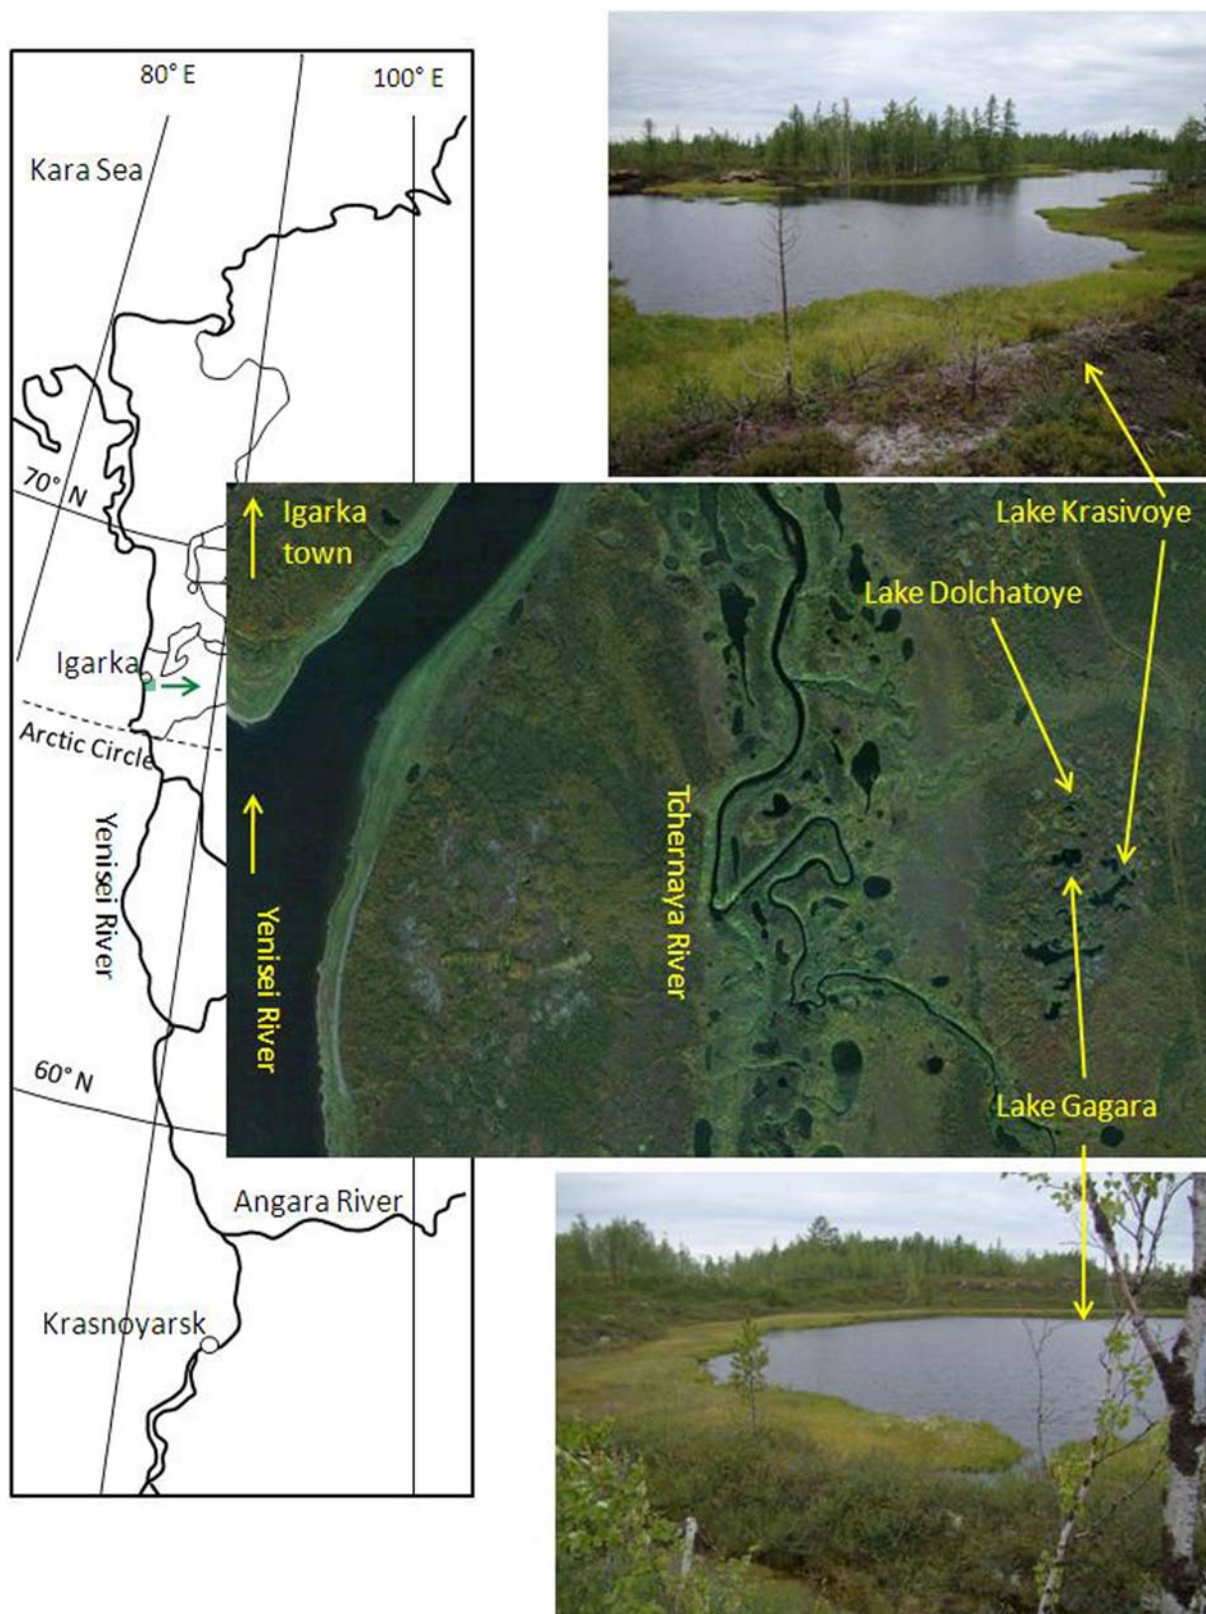 80° E
100° E
Kara Sea
70° N
Igarka
Arctic Circle
Yenisei River
60° N
Angara River
Krasnoyarsk
Igarka
town
Lake Krasivoye
Lake Dolchatoye
Tchernaya River
Yenisei River
Lake Gagara